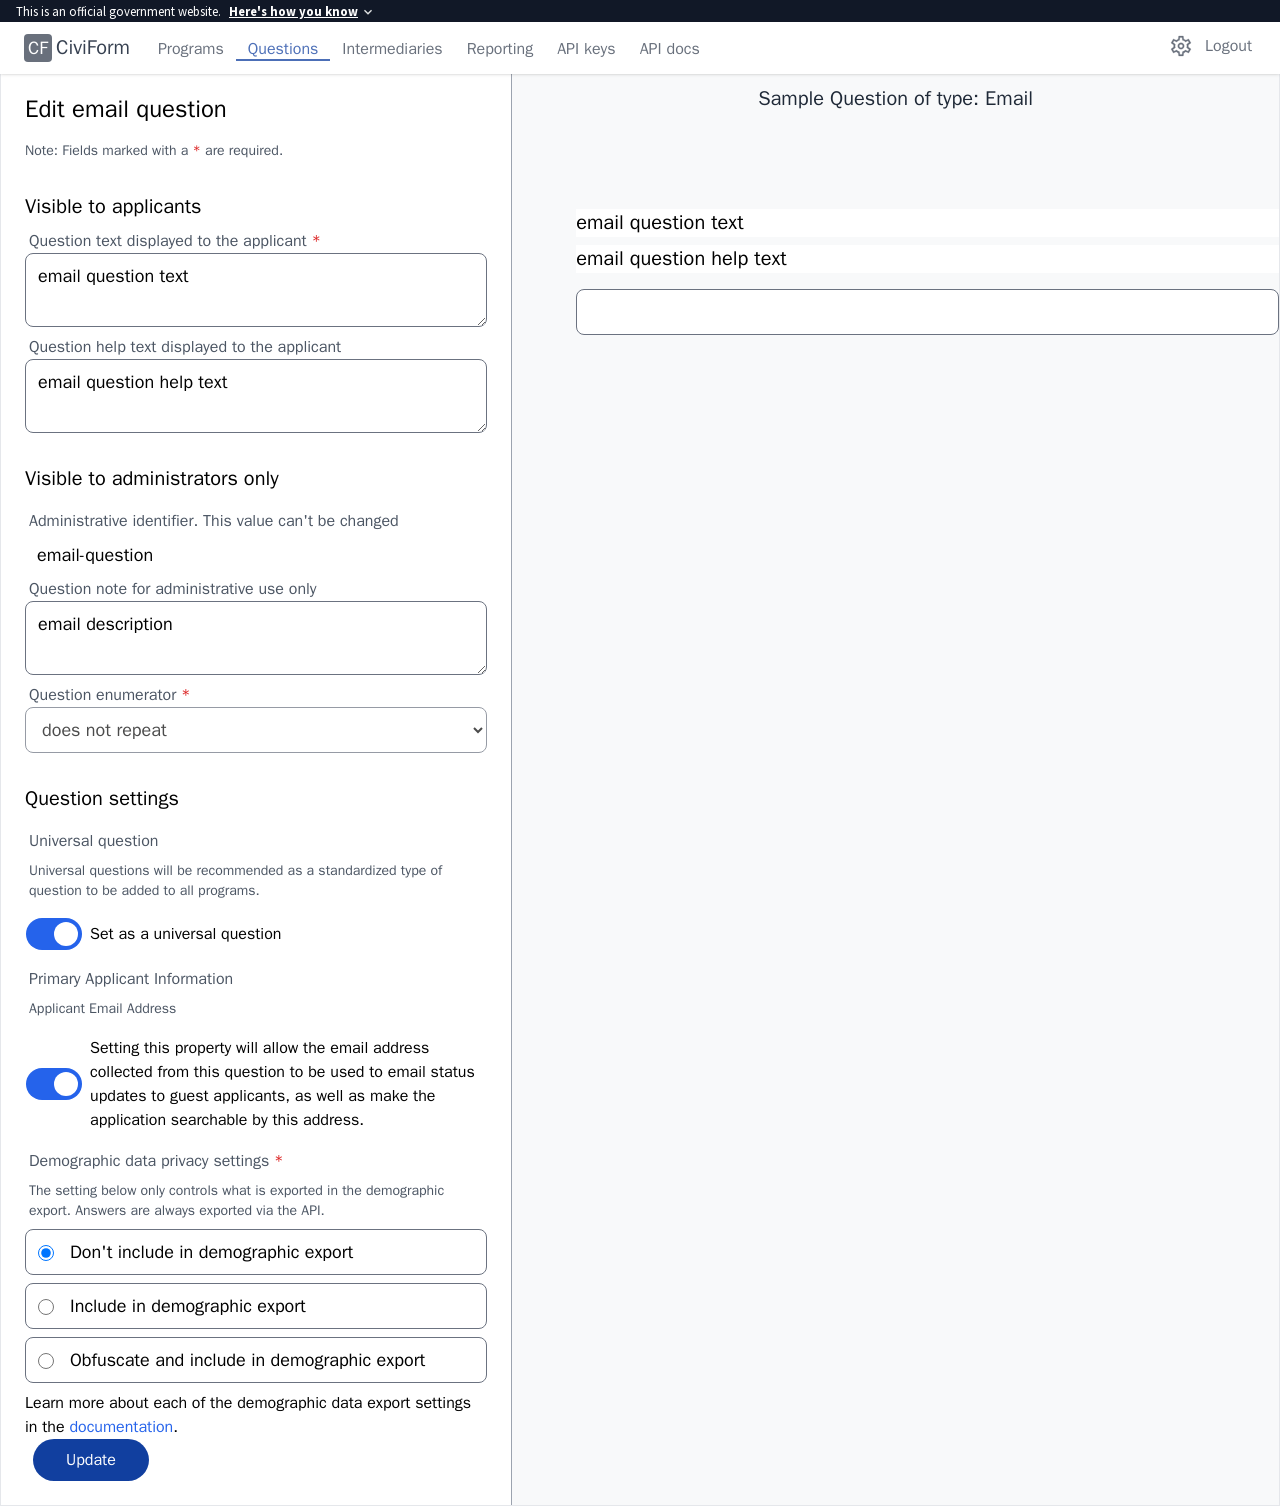 This is an official government website. Here's how you know
CF CiviForm Programs Questions Intermediaries Reporting API keys API docs Logout
Edit email question
Note: Fields marked with a * are required.
Visible to applicants
Question text displayed to the applicant *
email question text
Question help text displayed to the applicant
email question help text
Visible to administrators only
Administrative identifier. This value can't be changed
email-question
Question note for administrative use only
email description
Question enumerator *
does not repeat
Question settings
Universal question
Universal questions will be recommended as a standardized type of
question to be added to all programs.
Set as a universal question
Primary Applicant Information
Applicant Email Address
Setting this property will allow the email address
collected from this question to be used to email status
updates to guest applicants, as well as make the
application searchable by this address.
Demographic data privacy settings *
The setting below only controls what is exported in the demographic
export. Answers are always exported via the API.
Don't include in demographic export
Include in demographic export
Obfuscate and include in demographic export
Learn more about each of the demographic data export settings
in the documentation.
Update
Sample Question of type: Email
email question text
email question help text